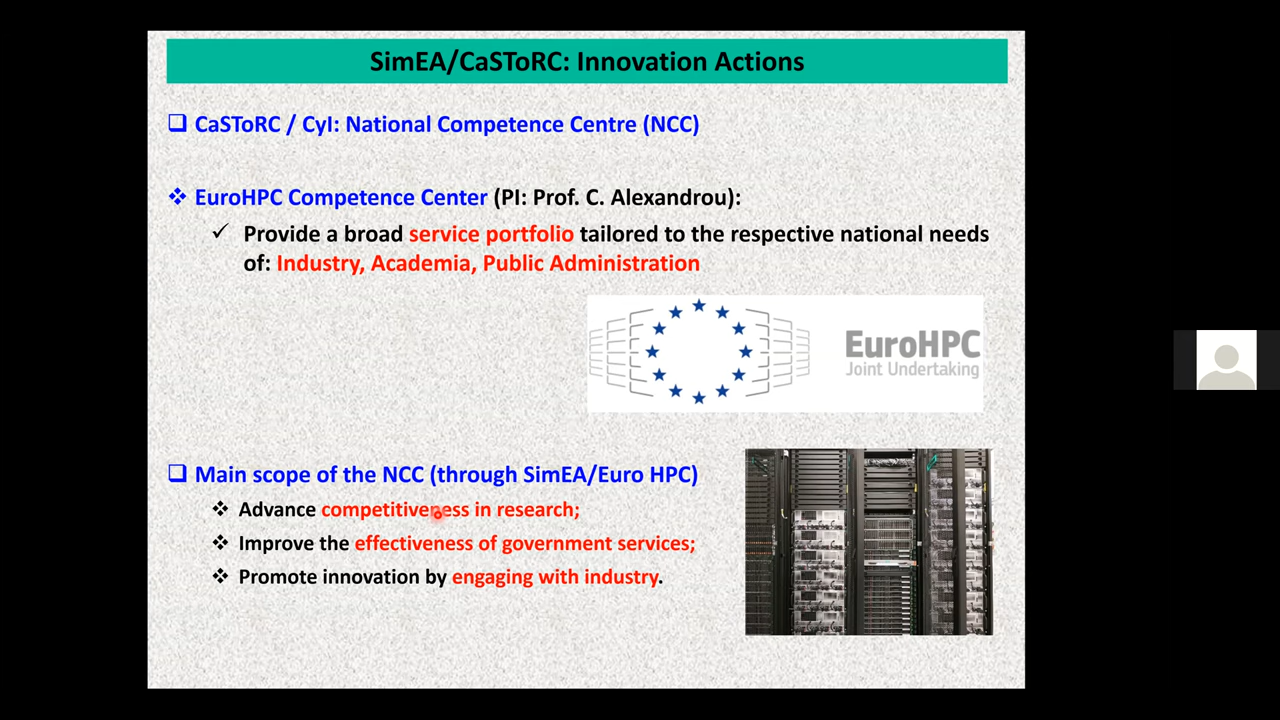 SimEA/CaSToRC: Innovation Actions
CaSToRC / CyI: National Competence Centre (NCC)
EuroHPC Competence Center (PI: Prof. C. Alexandrou):
Provide a broad service portfolio tailored to the respective national needs
of: Industry, Academia, Public Administration
EuroHPC
Joint Undertaking
Main scope of the NCC (through SimEA/Euro HPC)
Advance competitiveness in research;
Improve the effectiveness of government services;
Promote innovation by engaging with industry.